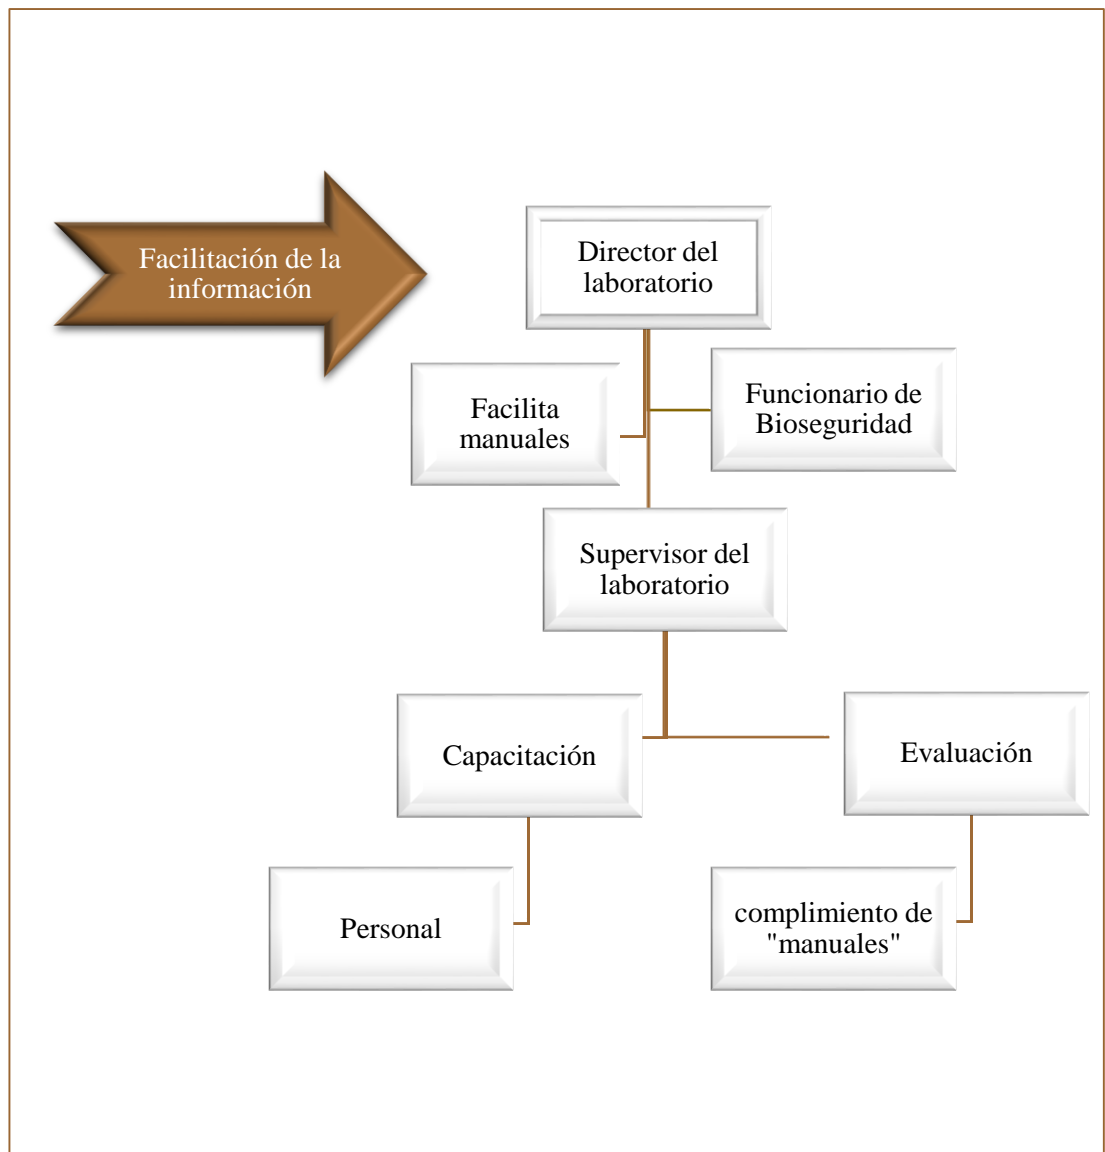 Facilitación de la
información
Director del
laboratorio
Facilita
manuales
Funcionario de
Bioseguridad
Supervisor del
laboratorio
Capacitación
Evaluación
Personal
complimiento de
"manuales"